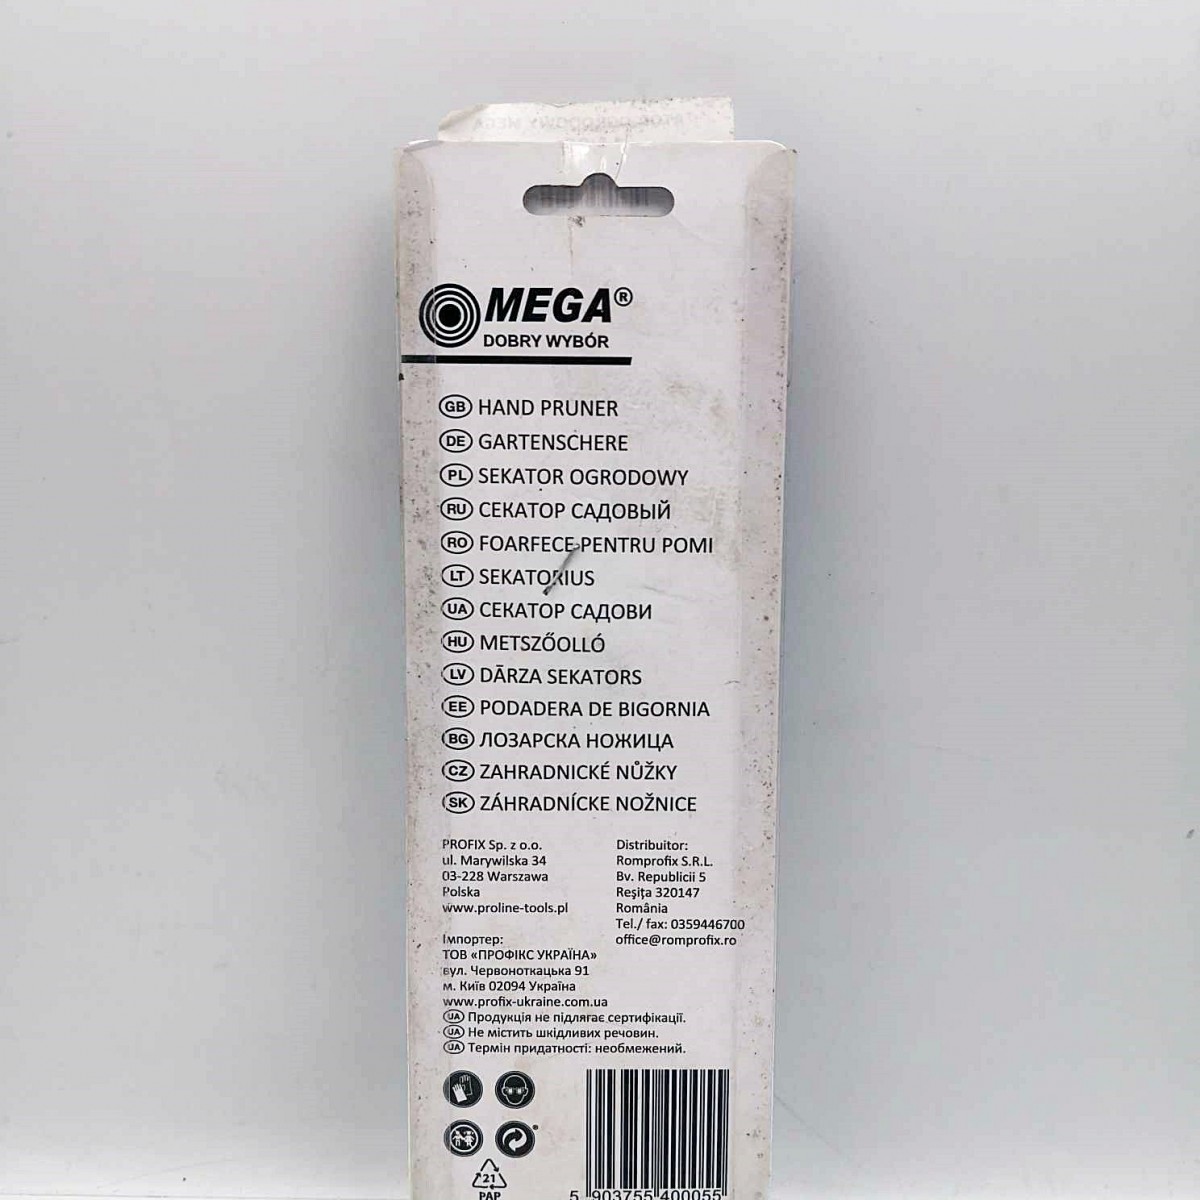 MEGA®
DOBRY WYBÓR
GB HAND PRUNER
DE GARTENSCHERE
PL SEKATOR OGRODOWY
RU СЕКАТОР САДОВЫЙ
RO FOARFECE PENTRU POMI
LT SEKATORIUS
UA СЕКАТОР САДОВИ
HU METSZŐOLLÓ
LV DĀRZA SEKATORS
EE PODADERA DE BIGORNIA
BG ЛОЗАРСКА НОЖИЦА
CZ ZAHRADNICKÉ NŮŽKY
SK ZÁHRADNÍCKE NOŽNICE
PROFIX Sp. z o.o.
ul. Marywilska 34
03-228 Warszawa
Polska
www.proline-tools.pl
Distribuitor:
Romprofix S.R.L.
Bv. Republicii 5
Reşiţa 320147
România
Tel./ fax: 0359446700
office@romprofix.ro
Імпортер:
ТОВ «ПРОФІКС УКРАЇНА»
вул. Червоноткацька 91
м. Київ 02094 Україна
www.profix-ukraine.com.ua
UA Продукція не підлягає сертифікації.
UA Не містить шкідливих речовин.
UA Термін придатності: необмежений.
21
PAP
5 903755 400055